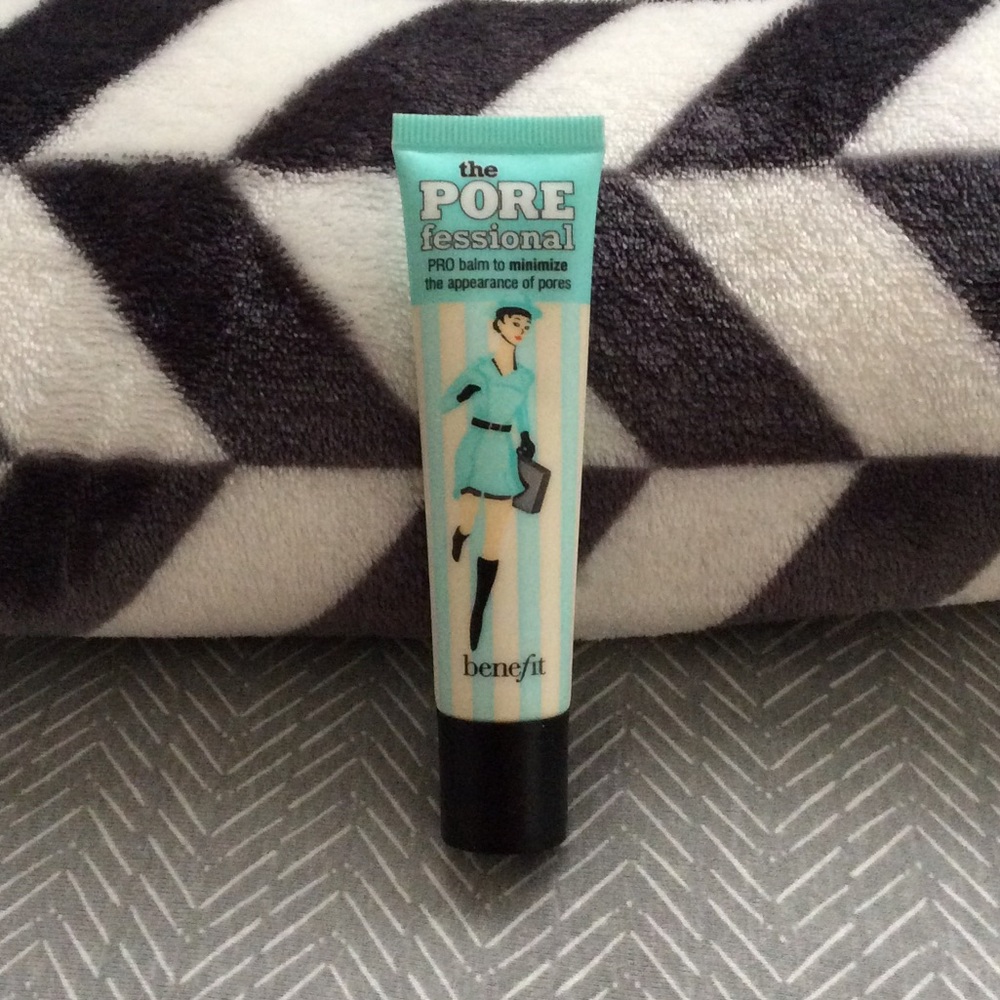 the
PORE
fessional
PRO balm to minimize
the appearance of pores
benefit